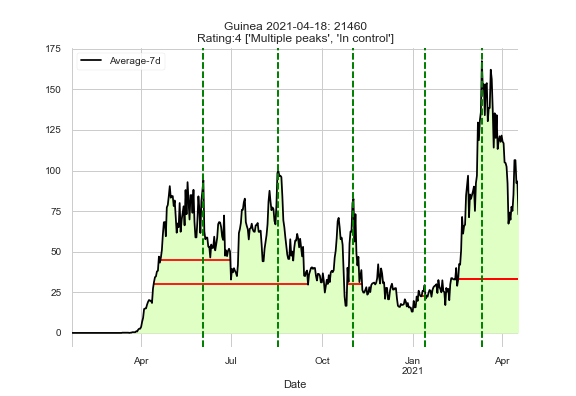 Guinea 2021-04-18: 21460
Rating:4 ['Multiple peaks', 'In control']
175
150
125
100
75
50
25
0
Average-7d
Apr
Jul
Oct
Jan
2021
Apr
Date